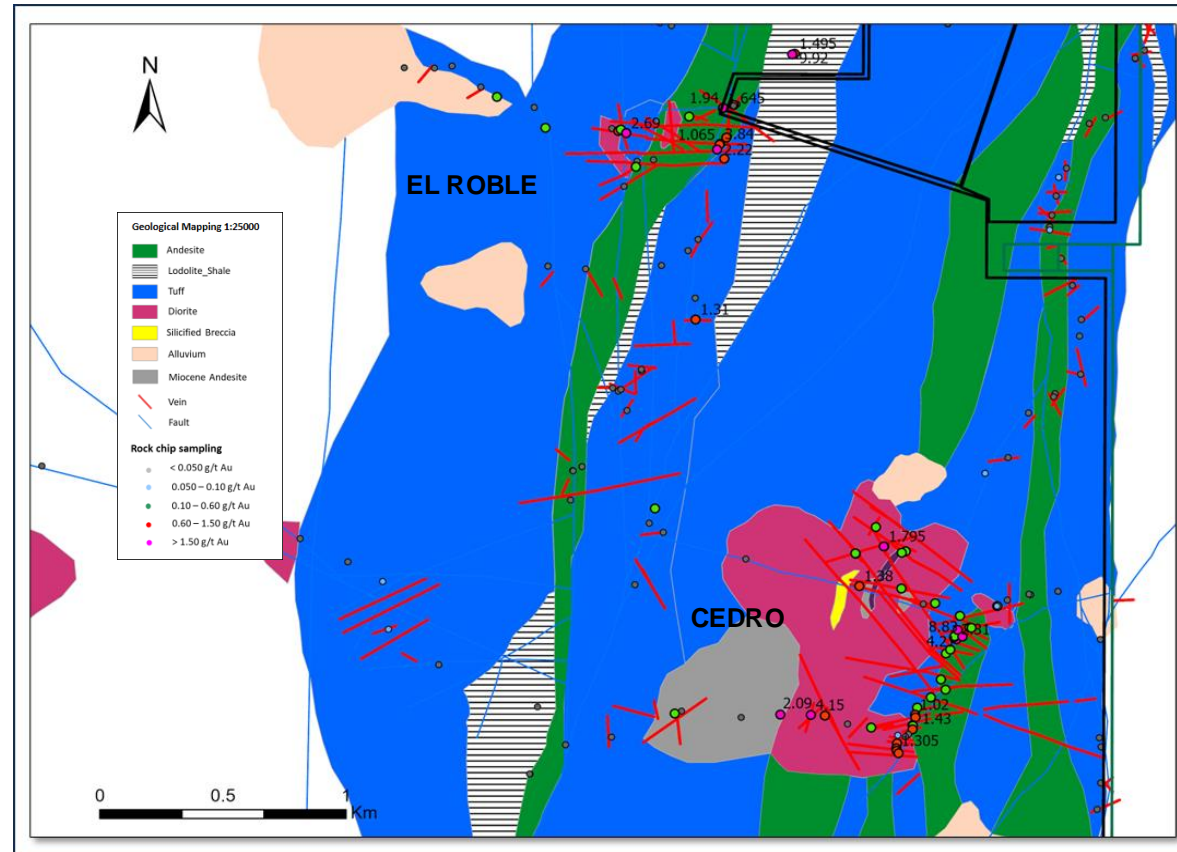 N
1.495
9.92
1.94
1.645
2.69
1.065
3.84
2.22
EL ROBLE
Geological Mapping 1:25000
Andesite
Lodolite_Shale
Tuff
Diorite
Silicified Breccia
Alluvium
Miocene Andesite
Vein
Fault
Rock chip sampling
< 0.050 g/t Au
0.050 – 0.10 g/t Au
0.10 – 0.60 g/t Au
0.60 – 1.50 g/t Au
> 1.50 g/t Au
1.31
1.795
1.38
CEDRO
2.09
4.15
1.02
1.43
1.305
0
0.5
1
Km